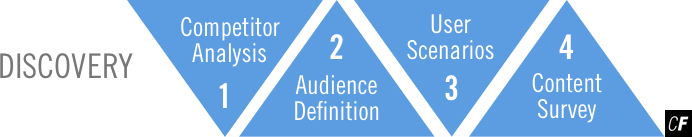 DISCOVERY
Competitor
Analysis
1
2
Audience
Definition
User
Scenarios
3
4
Content
Survey
CF